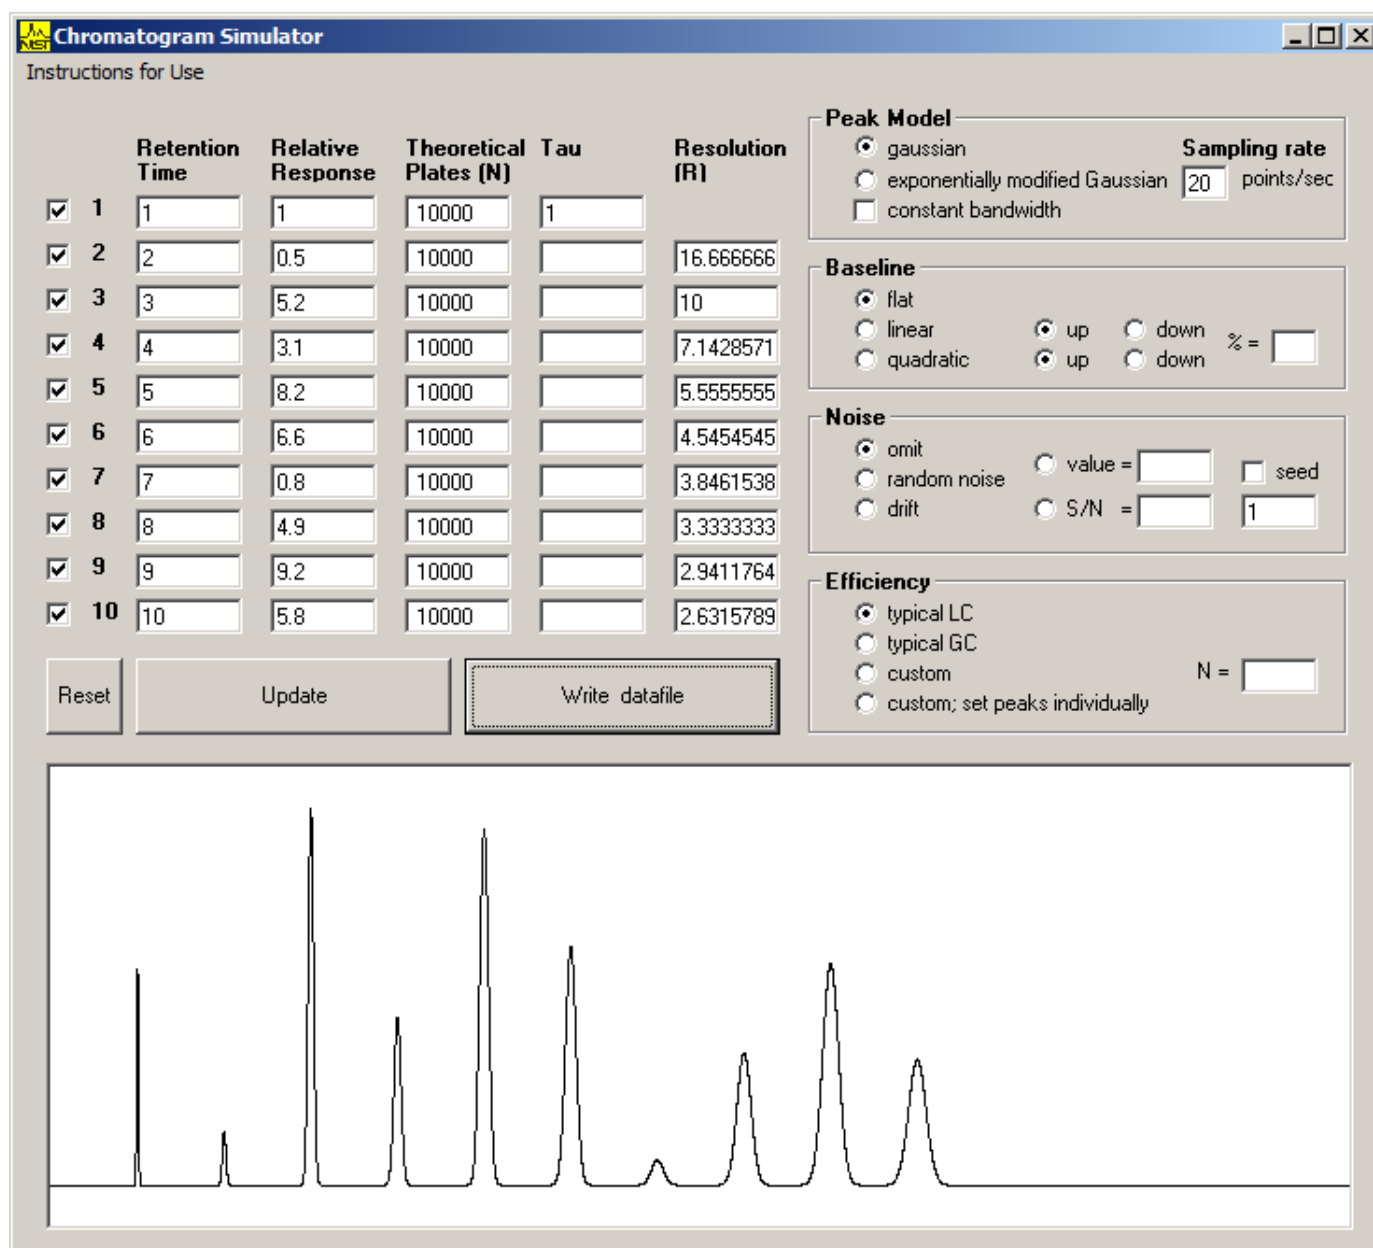 NIST Chromatogram Simulator
Instructions for Use
Retention Time Relative Response Theoretical Plates (N) Tau Resolution (R)
1 1 1 10000 1
2 2 0.5 10000 16.666666
3 3 5.2 10000 10
4 4 3.1 10000 7.1428571
5 5 8.2 10000 5.5555555
6 6 6.6 10000 4.5454545
7 7 0.8 10000 3.8461538
8 8 4.9 10000 3.3333333
9 9 9.2 10000 2.9411764
10 10 5.8 10000 2.6315789
Reset Update Write datafile
Peak Model
gaussian Sampling rate
exponentially modified Gaussian 20 points/sec
constant bandwidth
Baseline
flat
linear up down % =
quadratic up down
Noise
omit
random noise value = seed
drift S/N = 1
Efficiency
typical LC
typical GC
custom N =
custom; set peaks individually